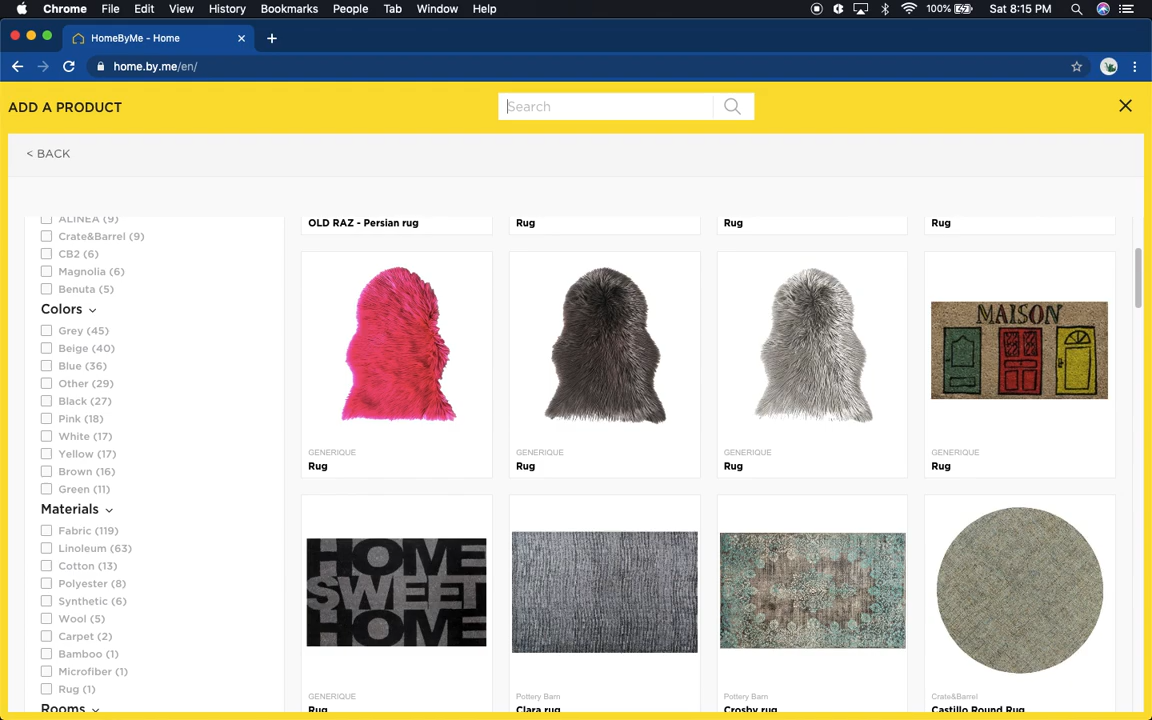 Chrome File Edit View History Bookmarks People Tab Window Help 100% Sat 8:15 PM
HomeByMe - Home
home.by.me/en/
ADD A PRODUCT
Search
< BACK
ALINEA (9)
Crate&Barrel (9)
CB2 (6)
Magnolia (6)
Benuta (5)
Colors
Grey (45)
Beige (40)
Blue (36)
Other (29)
Black (27)
Pink (18)
White (17)
Yellow (17)
Brown (16)
Green (11)
Materials
Fabric (119)
Linoleum (63)
Cotton (13)
Polyester (8)
Synthetic (6)
Wool (5)
Carpet (2)
Bamboo (1)
Microfiber (1)
Rug (1)
Rooms
OLD RAZ - Persian rug
Rug
Rug
Rug
MAISON
GENERIQUE
Rug
GENERIQUE
Rug
GENERIQUE
Rug
GENERIQUE
Rug
HOME
SWEET
HOME
GENERIQUE
Rug
Pottery Barn
Clara rug
Pottery Barn
Crosby rug
Crate&Barrel
Castillo Round Rug